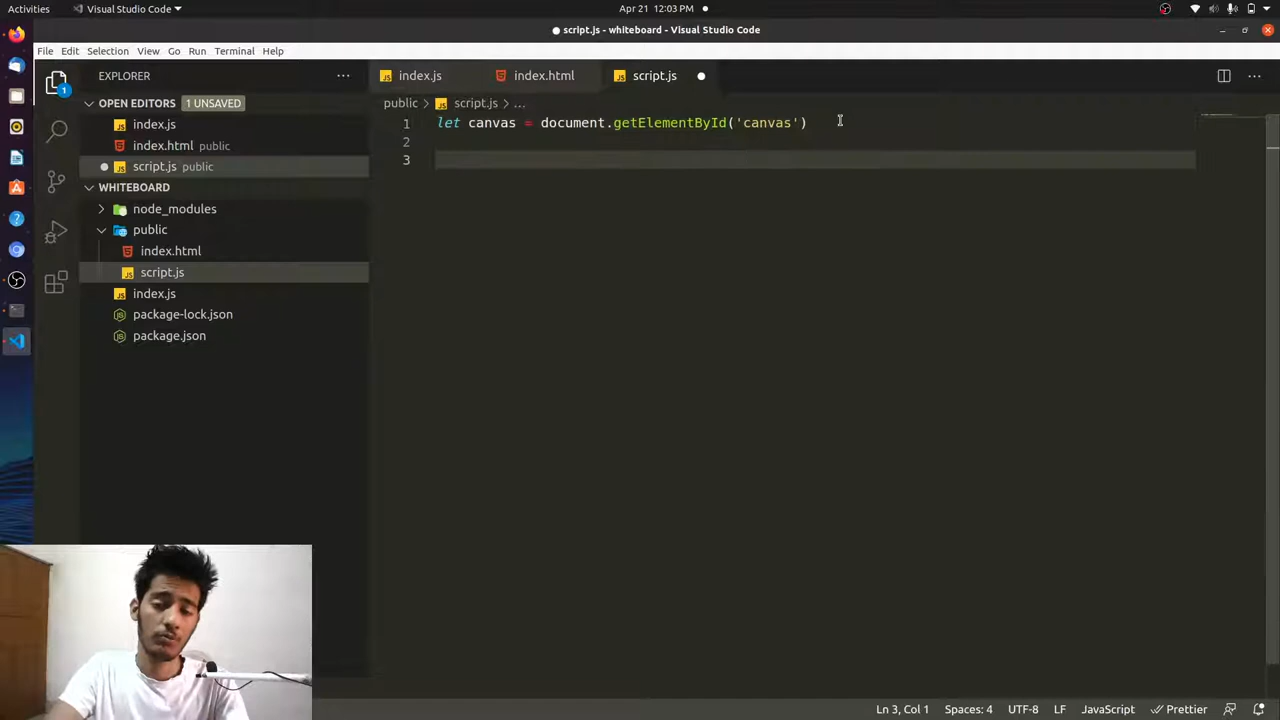 Activities
Visual Studio Code
Apr 21 12:03 PM
script.js - whiteboard - Visual Studio Code
File Edit Selection View Go Run Terminal Help
EXPLORER
index.js
index.html
script.js
OPEN EDITORS
1 UNSAVED
public > script.js > ...
index.js
index.html public
script.js public
WHITEBOARD
node_modules
public
index.html
script.js
index.js
package-lock.json
package.json
1 let canvas = document.getElementById('canvas')
2
3
1
Ln 3, Col 1
Spaces: 4
UTF-8
LF
JavaScript
Prettier